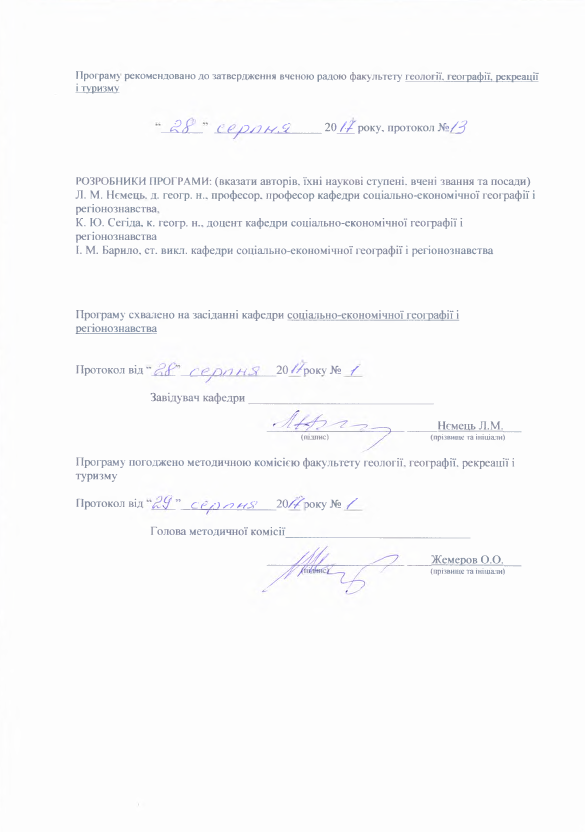 Програму рекомендовано до затвердження вченою радою факультету геології, географії, рекреації
і туризму
“ 28 ” серпня 2017 року, протокол №13
РОЗРОБНИКИ ПРОГРАМИ: (вказати авторів, їхні наукові ступені, вчені звання та посади)
Л. М. Нємець, д. геогр. н., професор, професор кафедри соціально-економічної географії і
регіонознавства,
К. Ю. Сегіда, к. геогр. н., доцент кафедри соціально-економічної географії і
регіонознавства
І. М. Барило, ст. викл. кафедри соціально-економічної географії і регіонознавства
Програму схвалено на засіданні кафедри соціально-економічної географії і
регіонознавства
Протокол від “ 28 ” серпня 2017 року № 1
Завідувач кафедри
Нємець Л.М.
(підпис) (прізвище та ініціали)
Програму погоджено методичною комісією факультету геології, географії, рекреації і
туризму
Протокол від “29 ” серпня 2017 року № 1
Голова методичної комісії
Жемеров О.О.
(підпис) (прізвище та ініціали)